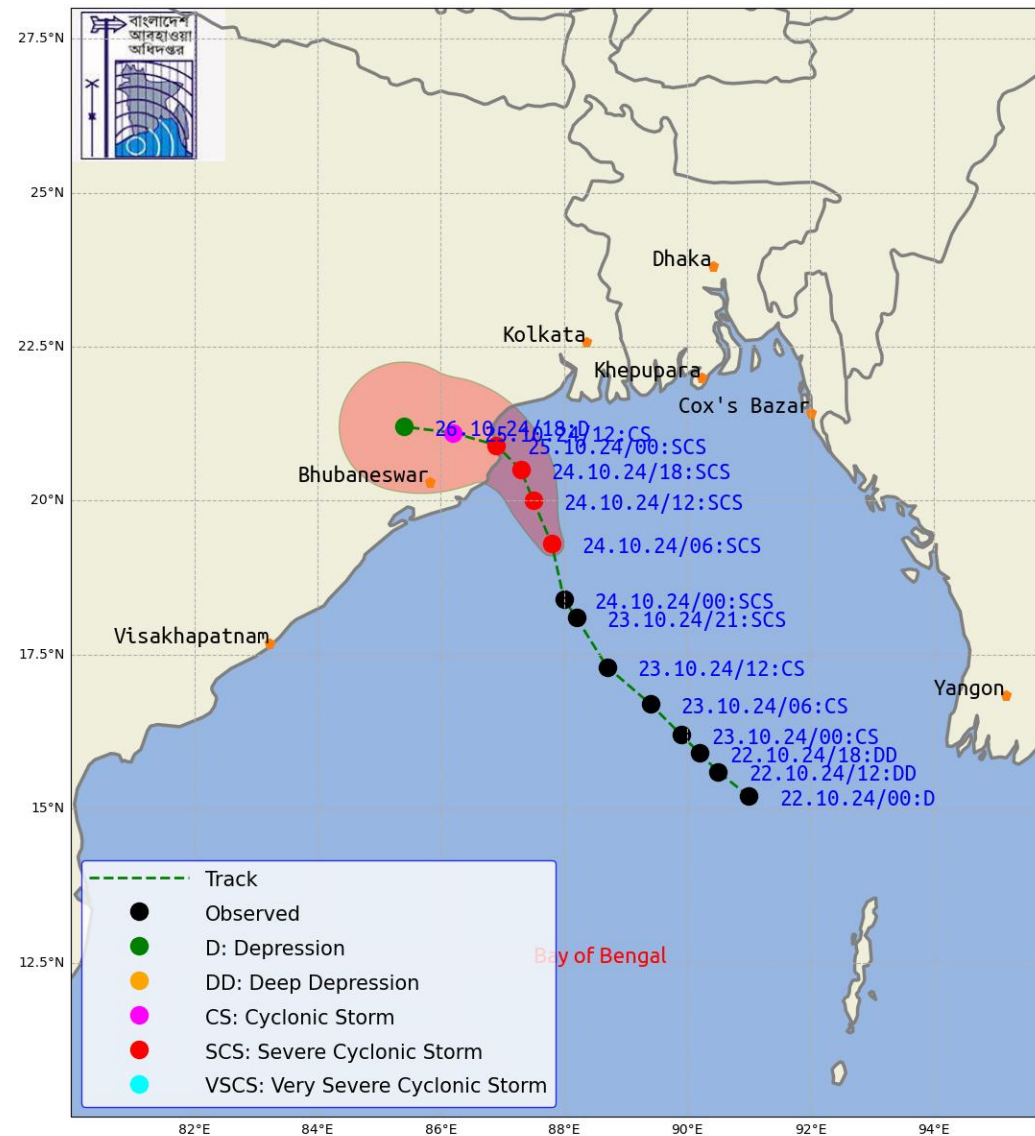 বাংলাদেশ
আবহাওয়া
অধিদপ্তর
27.5°N
25°N
22.5°N
20°N
17.5°N
15°N
12.5°N
Dhaka
Kolkata
Khepupara
Cox's Bazar
Bhubaneswar
Visakhapatnam
Yangon
26.10.24/18:D
25.10.24/12:CS
25.10.24/00:SCS
24.10.24/18:SCS
24.10.24/12:SCS
24.10.24/06:SCS
24.10.24/00:SCS
23.10.24/21:SCS
23.10.24/12:CS
23.10.24/06:CS
23.10.24/00:CS
22.10.24/18:DD
22.10.24/12:DD
22.10.24/00:D
Bay of Bengal
Track
Observed
D: Depression
DD: Deep Depression
CS: Cyclonic Storm
SCS: Severe Cyclonic Storm
VSCS: Very Severe Cyclonic Storm
82°E
84°E
86°E
88°E
90°E
92°E
94°E